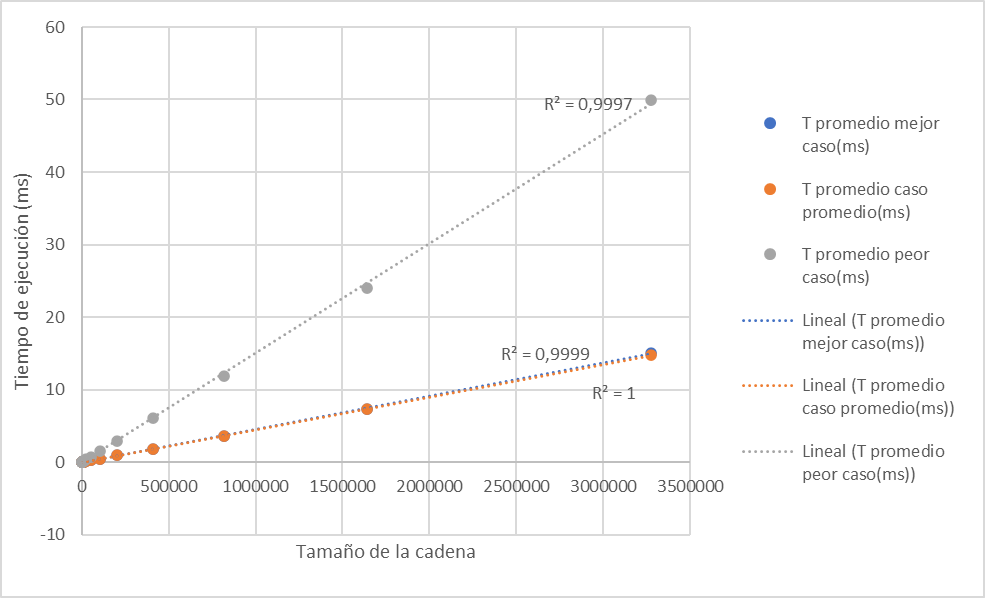 60
50
40
30
20
10
0
-10
Tiempo de ejecución (ms)
R² = 0,9997
R² = 0,9999
R² = 1
0
500000
1000000
1500000
2000000
2500000
3000000
3500000
Tamaño de la cadena
T promedio mejor
caso(ms)
T promedio caso
promedio(ms)
T promedio peor
caso(ms)
Lineal (T promedio
mejor caso(ms))
Lineal (T promedio
caso promedio(ms))
Lineal (T promedio
peor caso(ms))